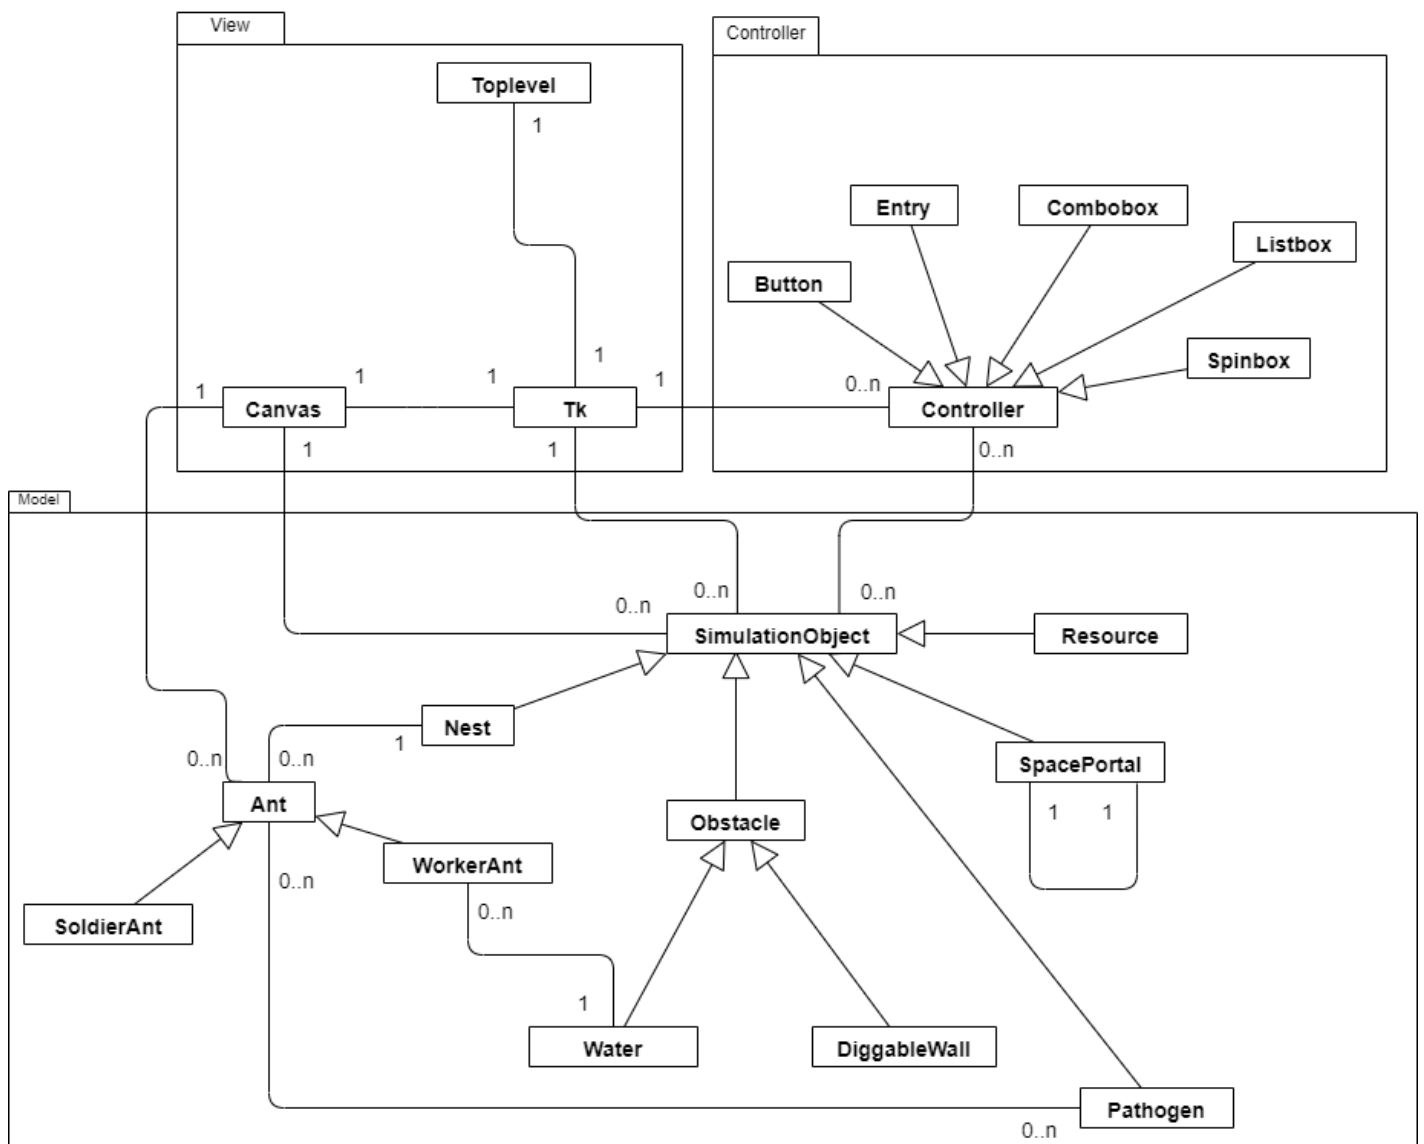 View
Controller
Toplevel
1
Entry
Combobox
Listbox
Button
Spinbox
1
1
1
1
1
0..n
Canvas
Tk
Controller
1
1
0..n
Model
0..n
0..n
0..n
SimulationObject
Resource
Nest
1
0..n
0..n
SpacePortal
1
1
Ant
Obstacle
WorkerAnt
0..n
0..n
SoldierAnt
1
Water
DiggableWall
Pathogen
0..n